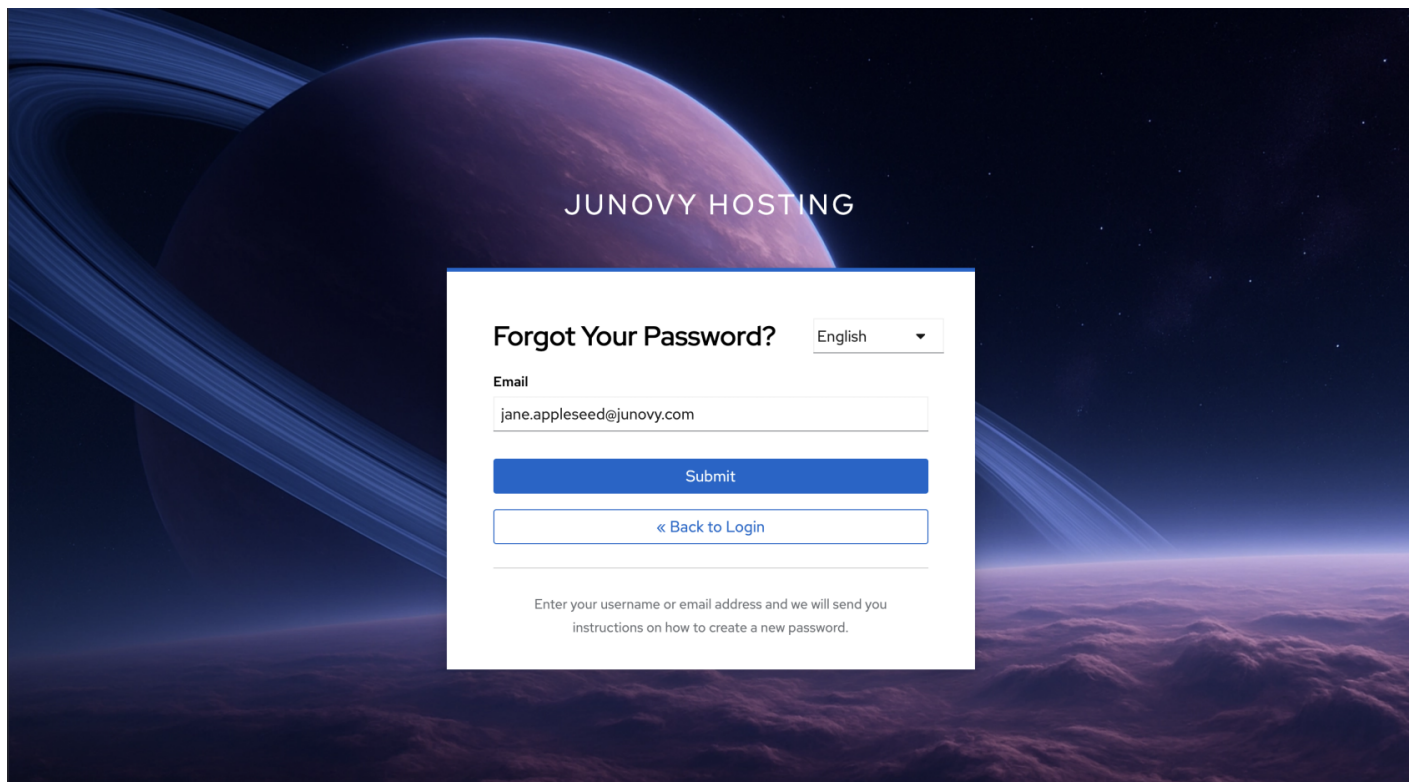 JUNOVY HOSTING
Forgot Your Password?
English
Email
jane.appleseed@junovy.com
Submit
« Back to Login
Enter your username or email address and we will send you
instructions on how to create a new password.